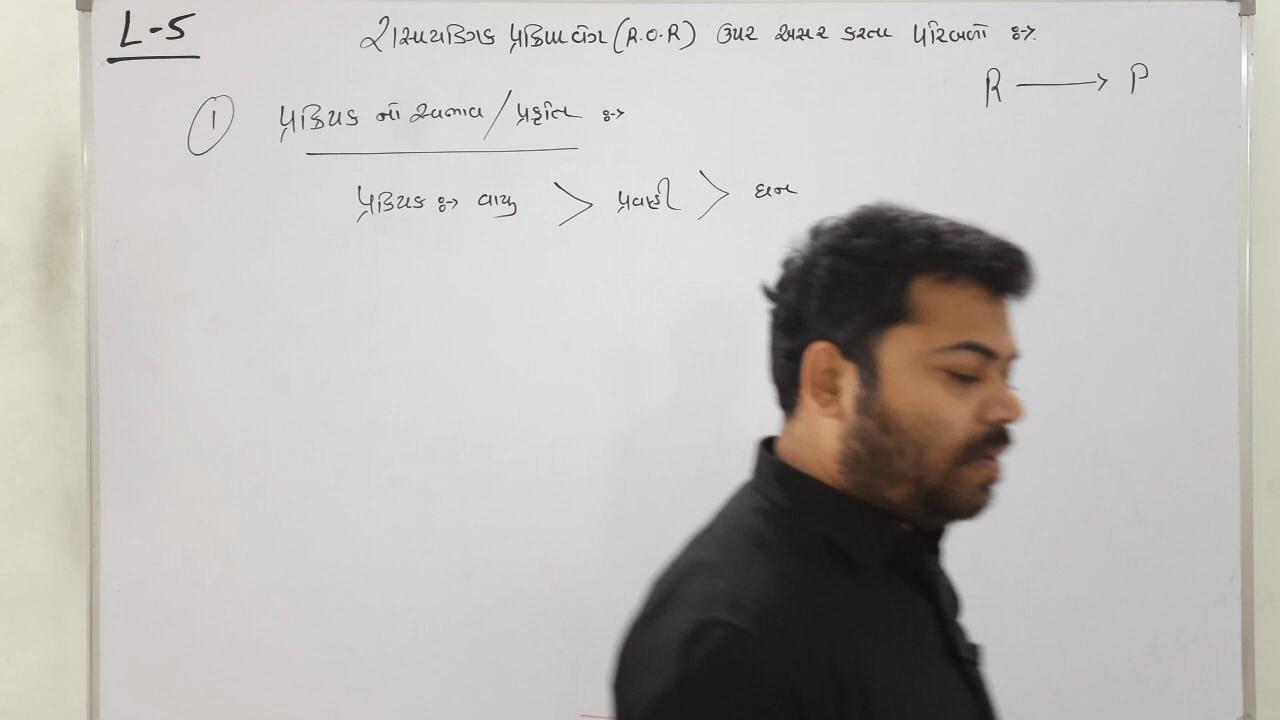 L-5
રાસાયણિક પ્રક્રિયા વેગ (R.O.R) ઉપર અસર કરતા પરિબળો :→
R ⟶ P
① પ્રક્રિયક નો સ્વભાવ / પ્રકૃતિ :→
પ્રક્રિયક :→ વાયુ > પ્રવાહી > ઘન